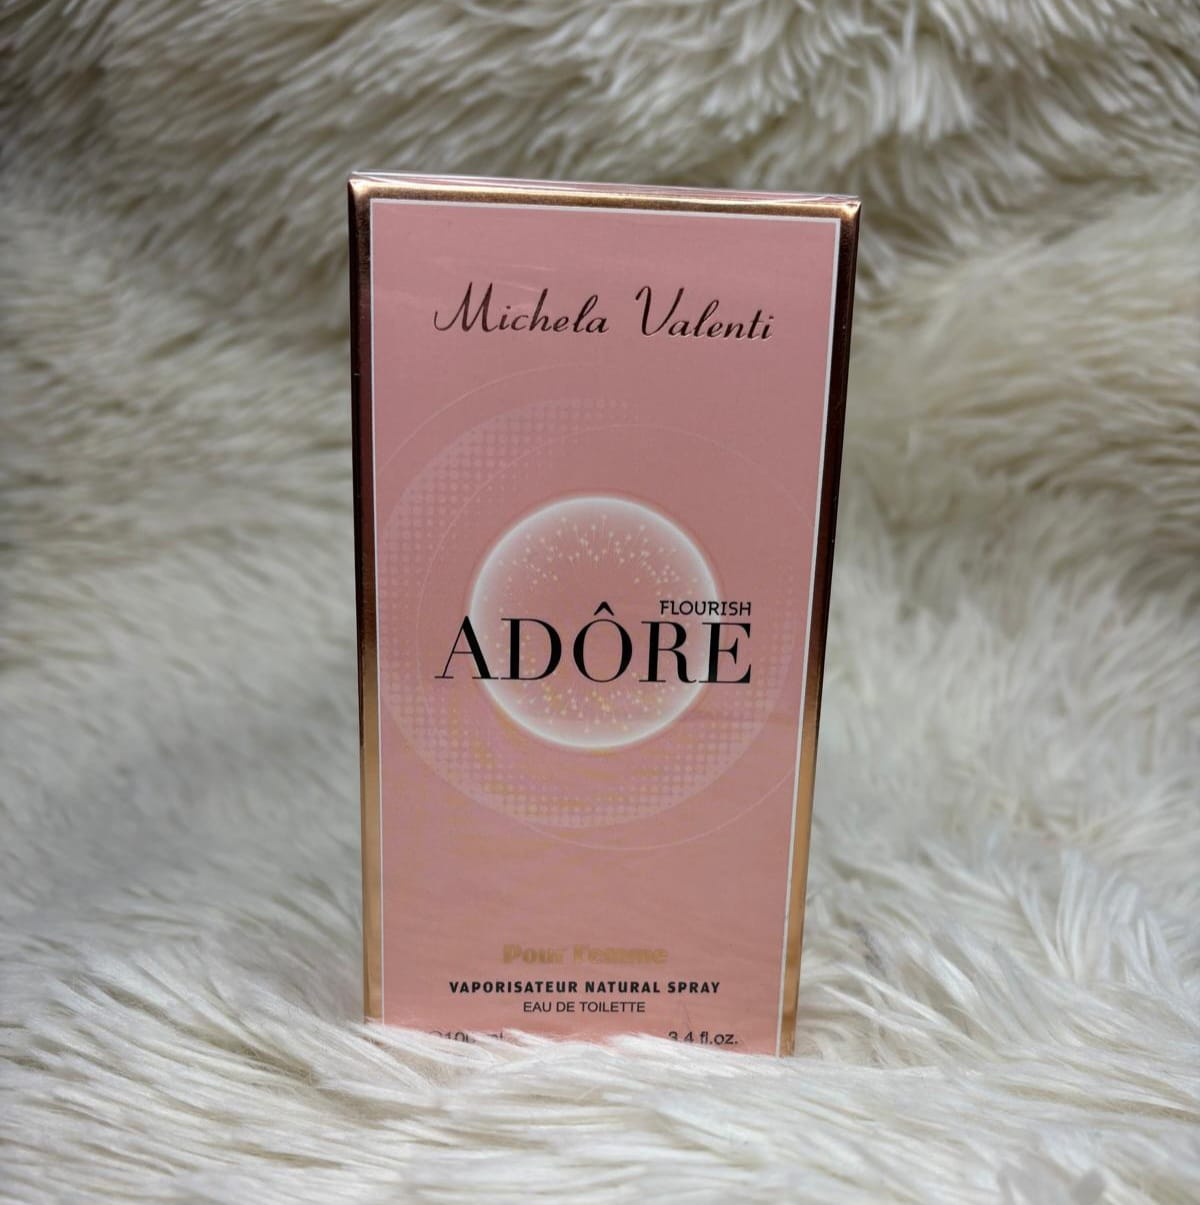 Michela Valenti
FLOURISH
ADÔRE
Pour Femme
VAPORISATEUR NATURAL SPRAY
EAU DE TOILETTE
3.4 fl.oz.